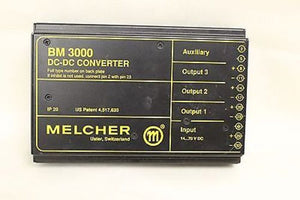 BM 3000
DC-DC CONVERTER
Full type number on back plate
If inhibit is not used, connect pin 2 with pin 23
IP 20 US Patent 4,517,635
MELCHER m
Uster, Switzerland
Auxiliary
Output 3
Output 2
Output 1
Input
14...70 V DC